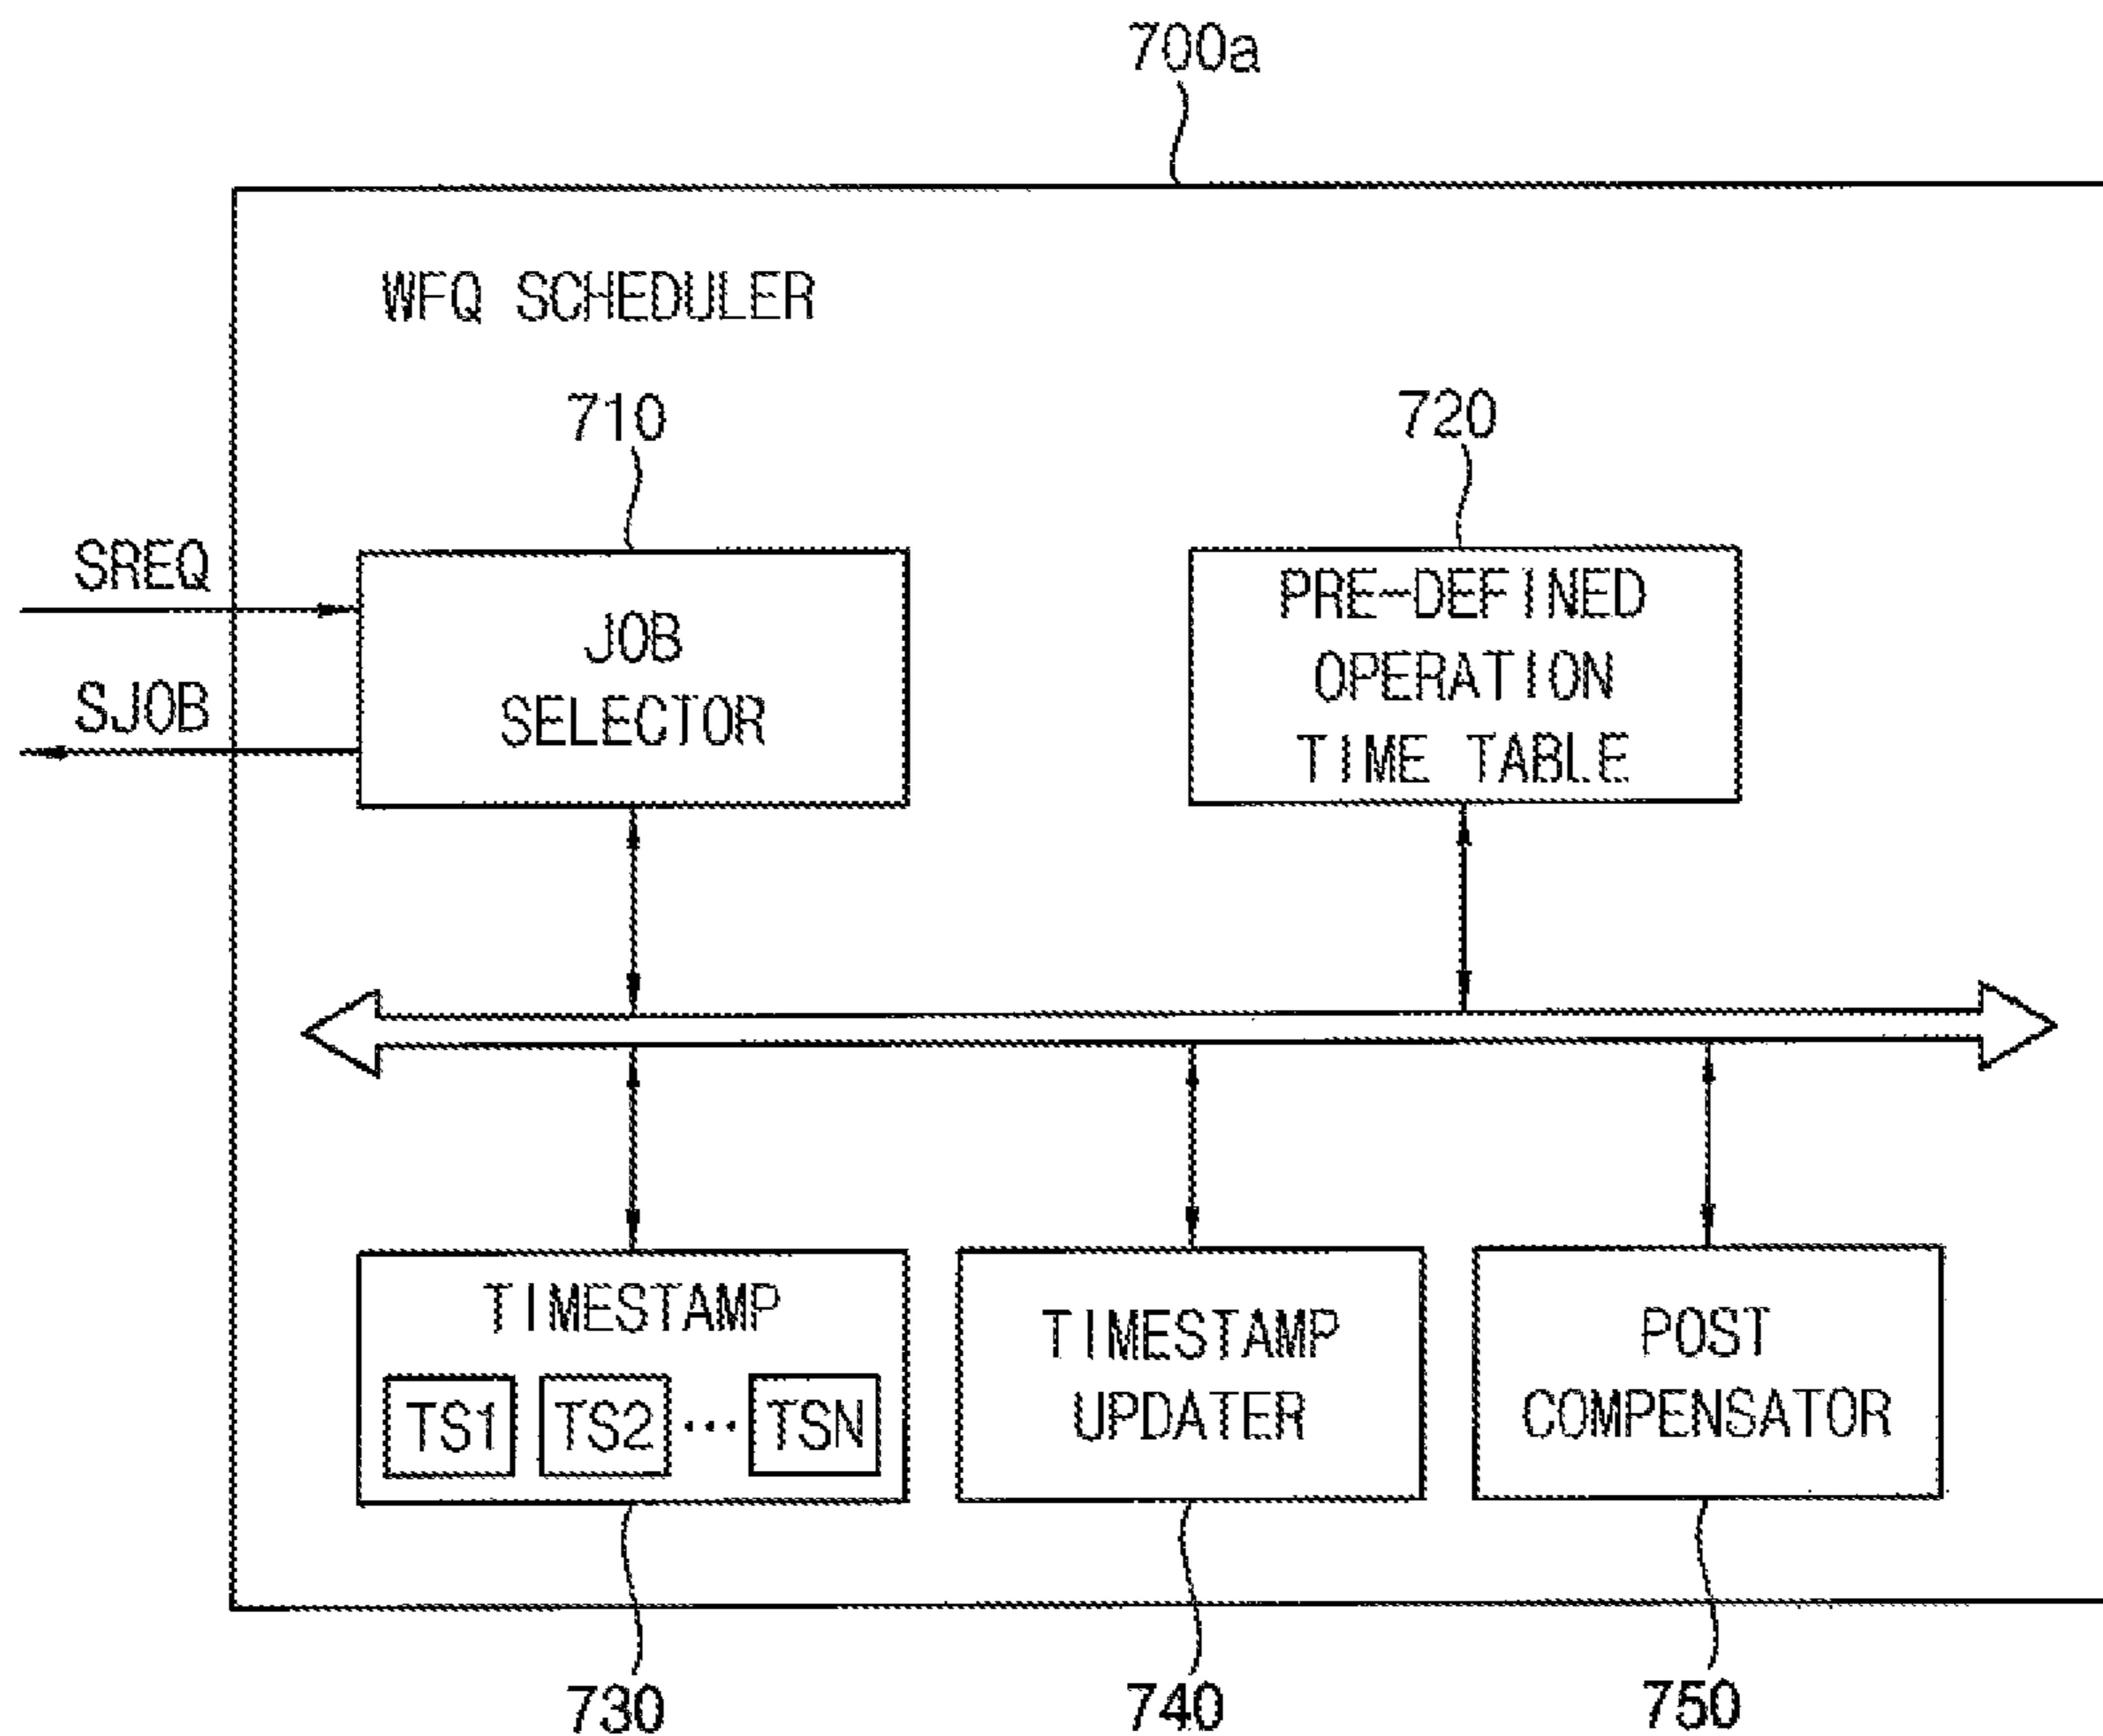 700a
WFQ SCHEDULER
710
720
SREQ
SJOB
JOB
SELECTOR
PRE-DEFINED
OPERATION
TIME TABLE
TIMESTAMP
TS1 TS2 ... TSN
TIMESTAMP
UPDATER
POST
COMPENSATOR
730
740
750